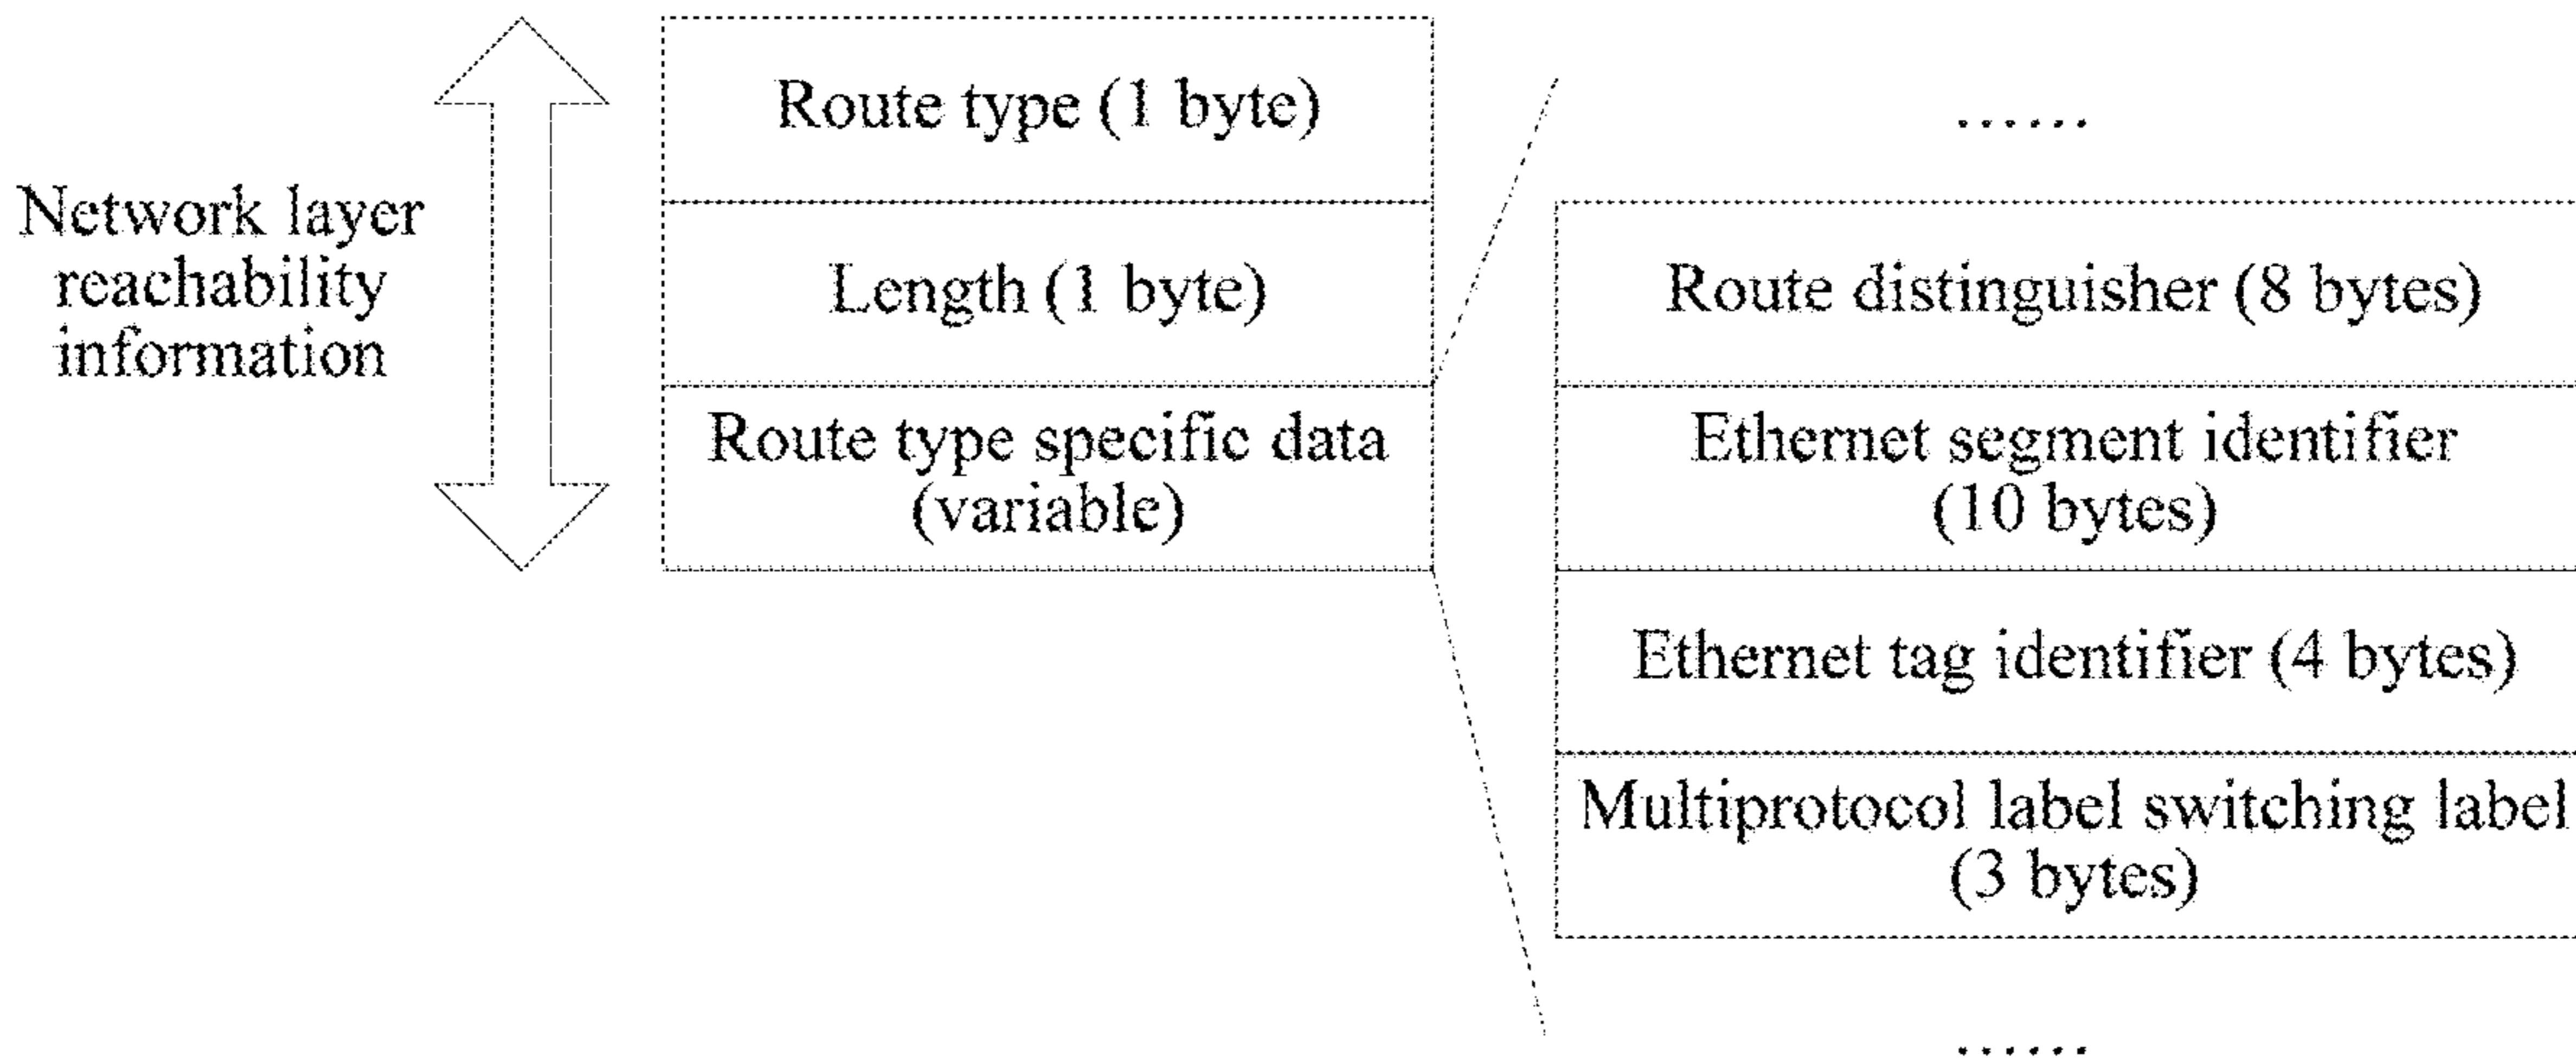 Network layer
reachability
information
Route type (1 byte)
Length (1 byte)
Route type specific data
(variable)
......
Route distinguisher (8 bytes)
Ethernet segment identifier
(10 bytes)
Ethernet tag identifier (4 bytes)
Multiprotocol label switching label
(3 bytes)
......